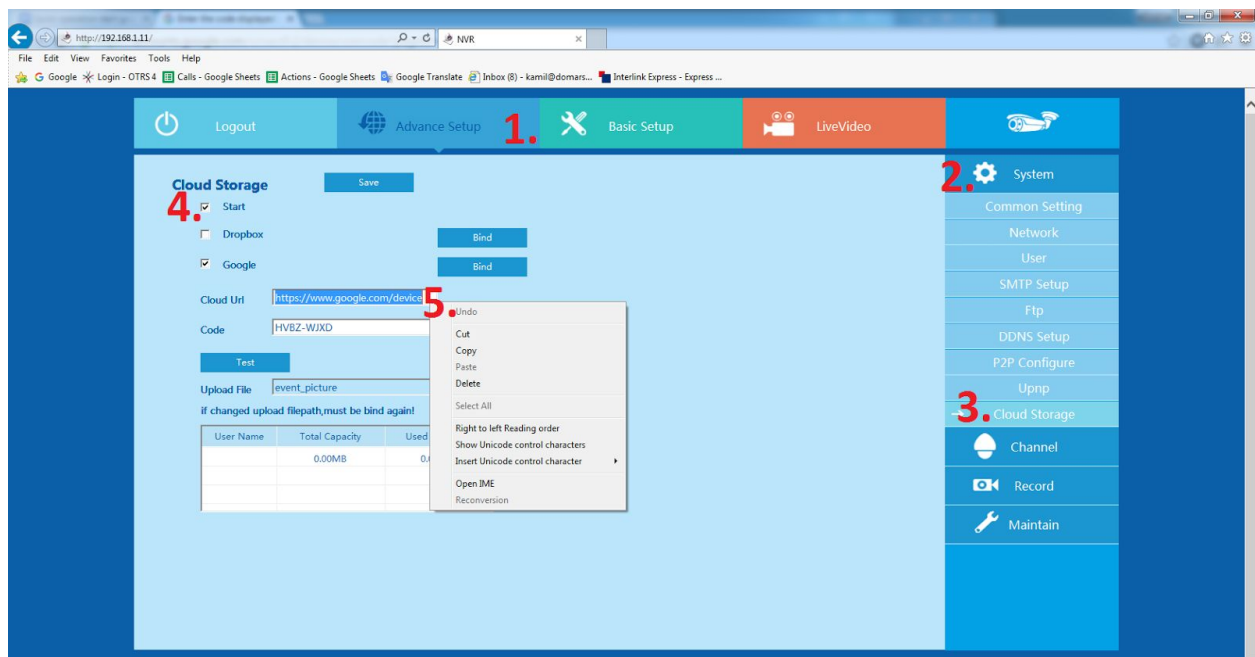 Enter the code displayed
http://192.168.1.11/
NVR
File Edit View Favorites Tools Help
Google Login - OTRS 4 Calls - Google Sheets Actions - Google Sheets Google Translate Inbox (8) - kamil@domars... Interlink Express - Express ...
Logout
Advance Setup
1.
Basic Setup
LiveVideo
Cloud Storage
Save
4.
Start
Dropbox
Bind
Google
Bind
Cloud Url
https://www.google.com/device
5.
Code
HVBZ-WJXD
Test
Upload File
event_picture
if changed upload filepath,must be bind again!
User Name Total Capacity Used
0.00MB 0.0
Undo
Cut
Copy
Paste
Delete
Select All
Right to left Reading order
Show Unicode control characters
Insert Unicode control character
Open IME
Reconversion
2.
System
Common Setting
Network
User
SMTP Setup
Ftp
DDNS Setup
P2P Configure
Upnp
3.
Cloud Storage
Channel
Record
Maintain